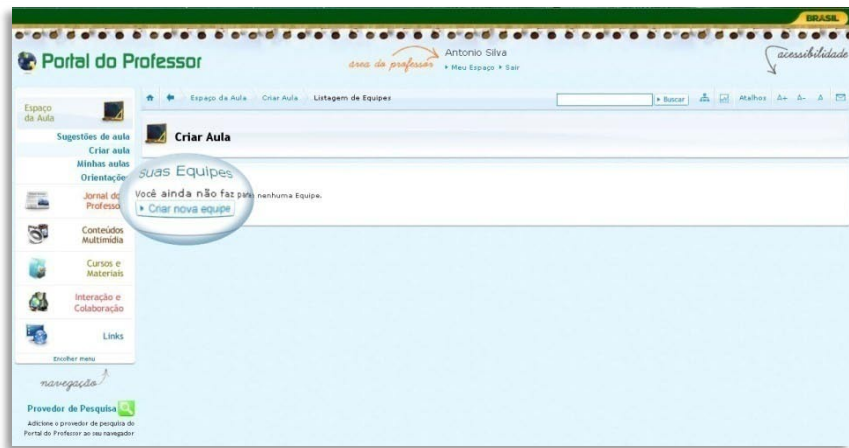 BRASIL
Portal do Professor
área do professor
Antonio Silva
Meu Espaço Sair
acessibilidade
Espaço da Aula Criar Aula Listagem de Equipes
Buscar
Atalhos A+ A- A
Espaço
da Aula
Sugestões de aula
Criar aula
Minhas aulas
Orientações
Criar Aula
suas Equipes
Você ainda não faz parte nenhuma Equipe.
Criar nova equipe
Jornal do
Professor
Conteúdos
Multimídia
Cursos e
Materiais
Interação e
Colaboração
Links
Encolher menu
navegação
Provedor de Pesquisa
Adicione o provedor de pesquisa do
Portal do Professor ao seu navegador